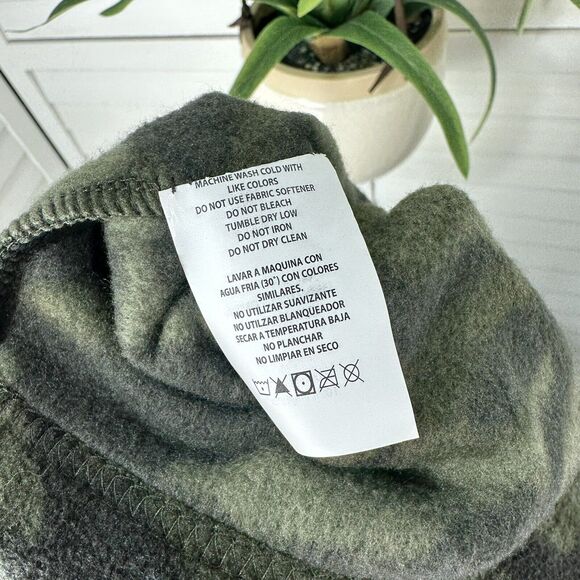 MACHINE WASH COLD WITH
LIKE COLORS
DO NOT USE FABRIC SOFTENER
DO NOT BLEACH
TUMBLE DRY LOW
DO NOT IRON
DO NOT DRY CLEAN
LAVAR A MAQUINA CON
AGUA FRIA (30°) CON COLORES
SIMILARES.
NO UTILIZAR SUAVIZANTE
NO UTILZAR BLANQUEADOR
SECAR A TEMPERATURA BAJA
NO PLANCHAR
NO LIMPIAR EN SECO